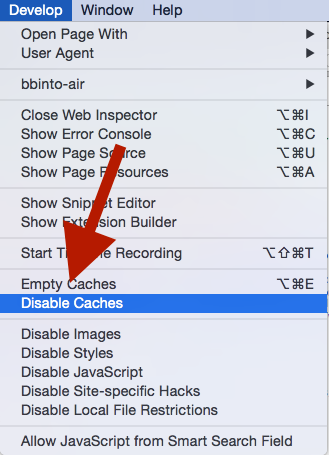 Develop Window Help
Open Page With ▶
User Agent ▶
bbinto-air ▶
Close Web Inspector ⌥⌘I
Show Error Console ⌥⌘C
Show Page Source ⌥⌘U
Show Page Resources ⌥⌘A
Show Snippet Editor
Show Extension Builder
Start Recording ⌥⇧⌘T
Empty Caches ⌥⌘E
Disable Caches
Disable Images
Disable Styles
Disable JavaScript
Disable Site-specific Hacks
Disable Local File Restrictions
Allow JavaScript from Smart Search Field